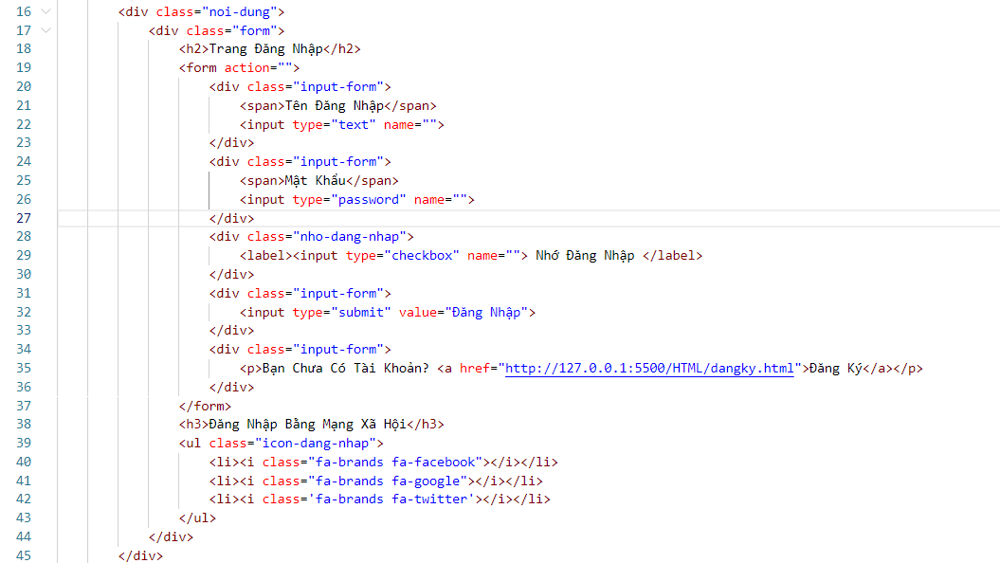 16 <div class="noi-dung">
17 <div class="form">
18 <h2>Trang Đăng Nhập</h2>
19 <form action="">
20 <div class="input-form">
21 <span>Tên Đăng Nhập</span>
22 <input type="text" name="">
23 </div>
24 <div class="input-form">
25 <span>Mật Khẩu</span>
26 <input type="password" name="">
27 </div>
28 <div class="nho-dang-nhap">
29 <label><input type="checkbox" name=""> Nhớ Đăng Nhập </label>
30 </div>
31 <div class="input-form">
32 <input type="submit" value="Đăng Nhập">
33 </div>
34 <div class="input-form">
35 <p>Bạn Chưa Có Tài Khoản? <a href="http://127.0.0.1:5500/HTML/dangky.html">Đăng Ký</a></p>
36 </div>
37 </form>
38 <h3>Đăng Nhập Bằng Mạng Xã Hội</h3>
39 <ul class="icon-dang-nhap">
40 <li><i class="fa-brands fa-facebook"></i></li>
41 <li><i class="fa-brands fa-google"></i></li>
42 <li><i class='fa-brands fa-twitter'></i></li>
43 </ul>
44 </div>
45 </div>